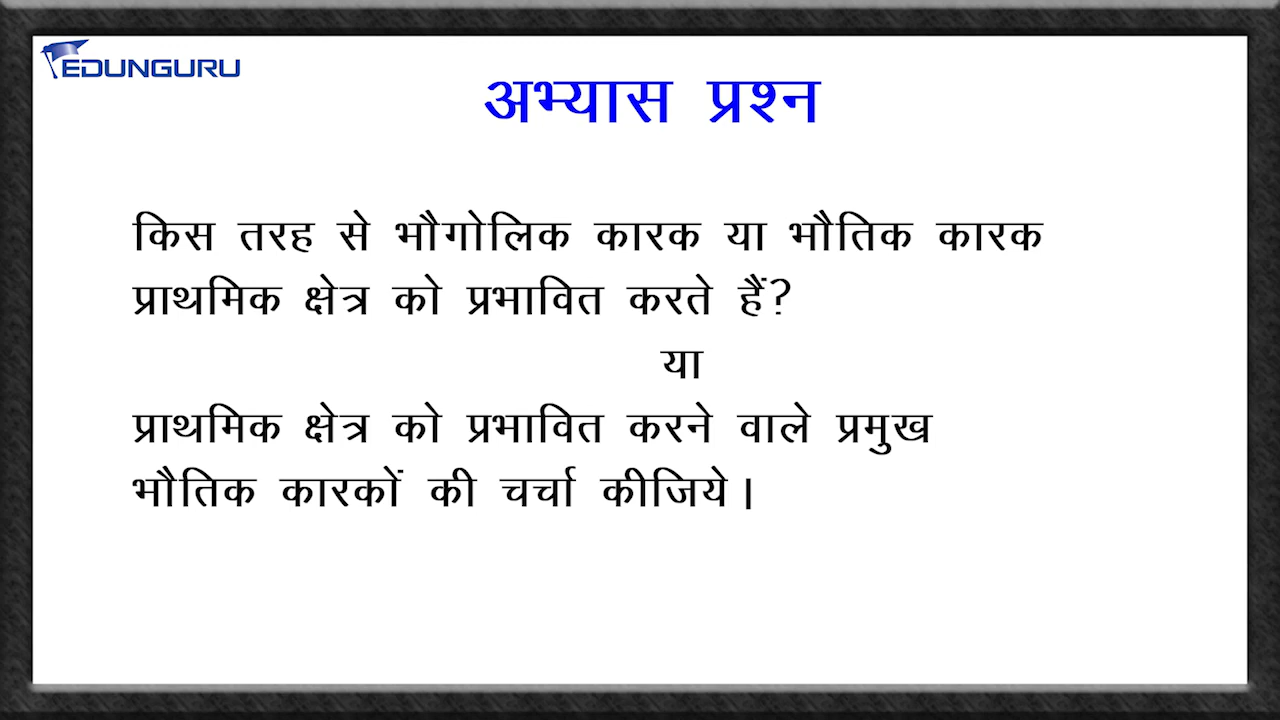 EDUNGURU
अभ्यास प्रश्न
किस तरह से भौगोलिक कारक या भौतिक कारक
प्राथमिक क्षेत्र को प्रभावित करते हैं?
या
प्राथमिक क्षेत्र को प्रभावित करने वाले प्रमुख
भौतिक कारकों की चर्चा कीजिये।